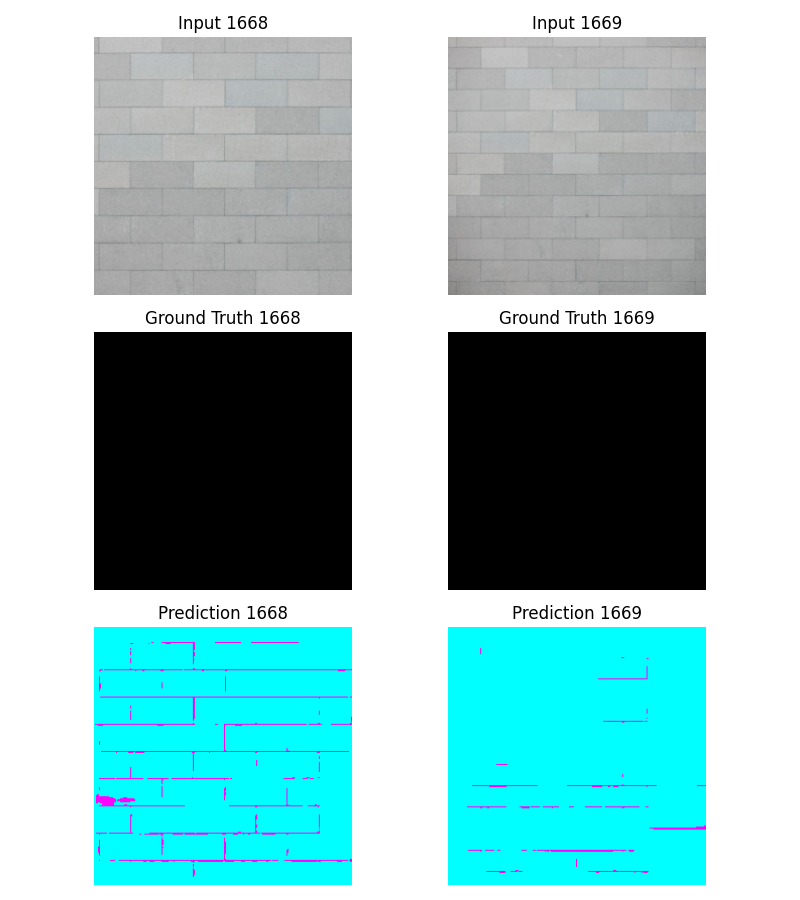 Input 1668
Input 1669
Ground Truth 1668
Ground Truth 1669
Prediction 1668
Prediction 1669